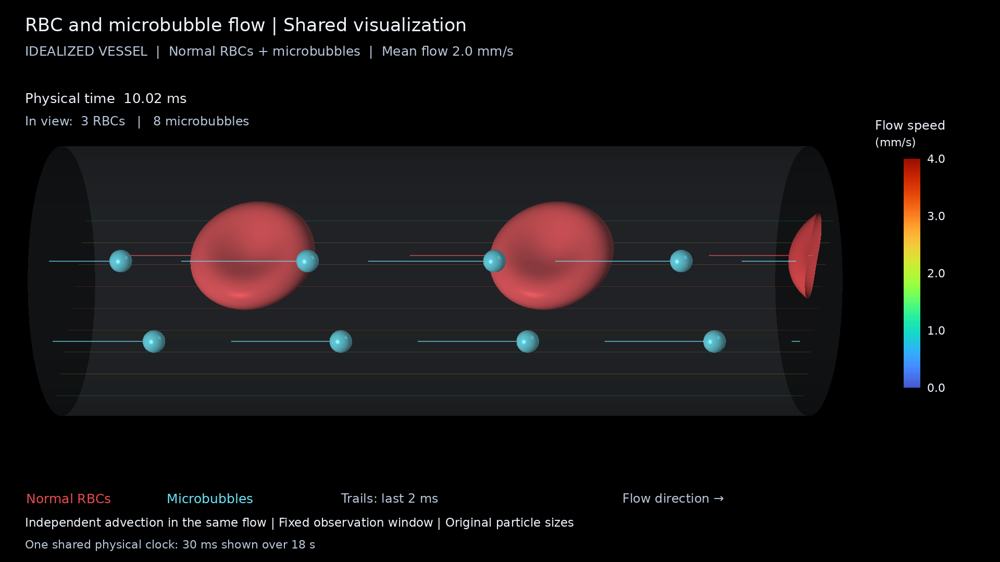 RBC and microbubble flow | Shared visualization
IDEALIZED VESSEL | Normal RBCs + microbubbles | Mean flow 2.0 mm/s
Physical time 10.02 ms
In view: 3 RBCs | 8 microbubbles
Flow speed
(mm/s)
4.0
3.0
2.0
1.0
0.0
Normal RBCs Microbubbles Trails: last 2 ms Flow direction →
Independent advection in the same flow | Fixed observation window | Original particle sizes
One shared physical clock: 30 ms shown over 18 s